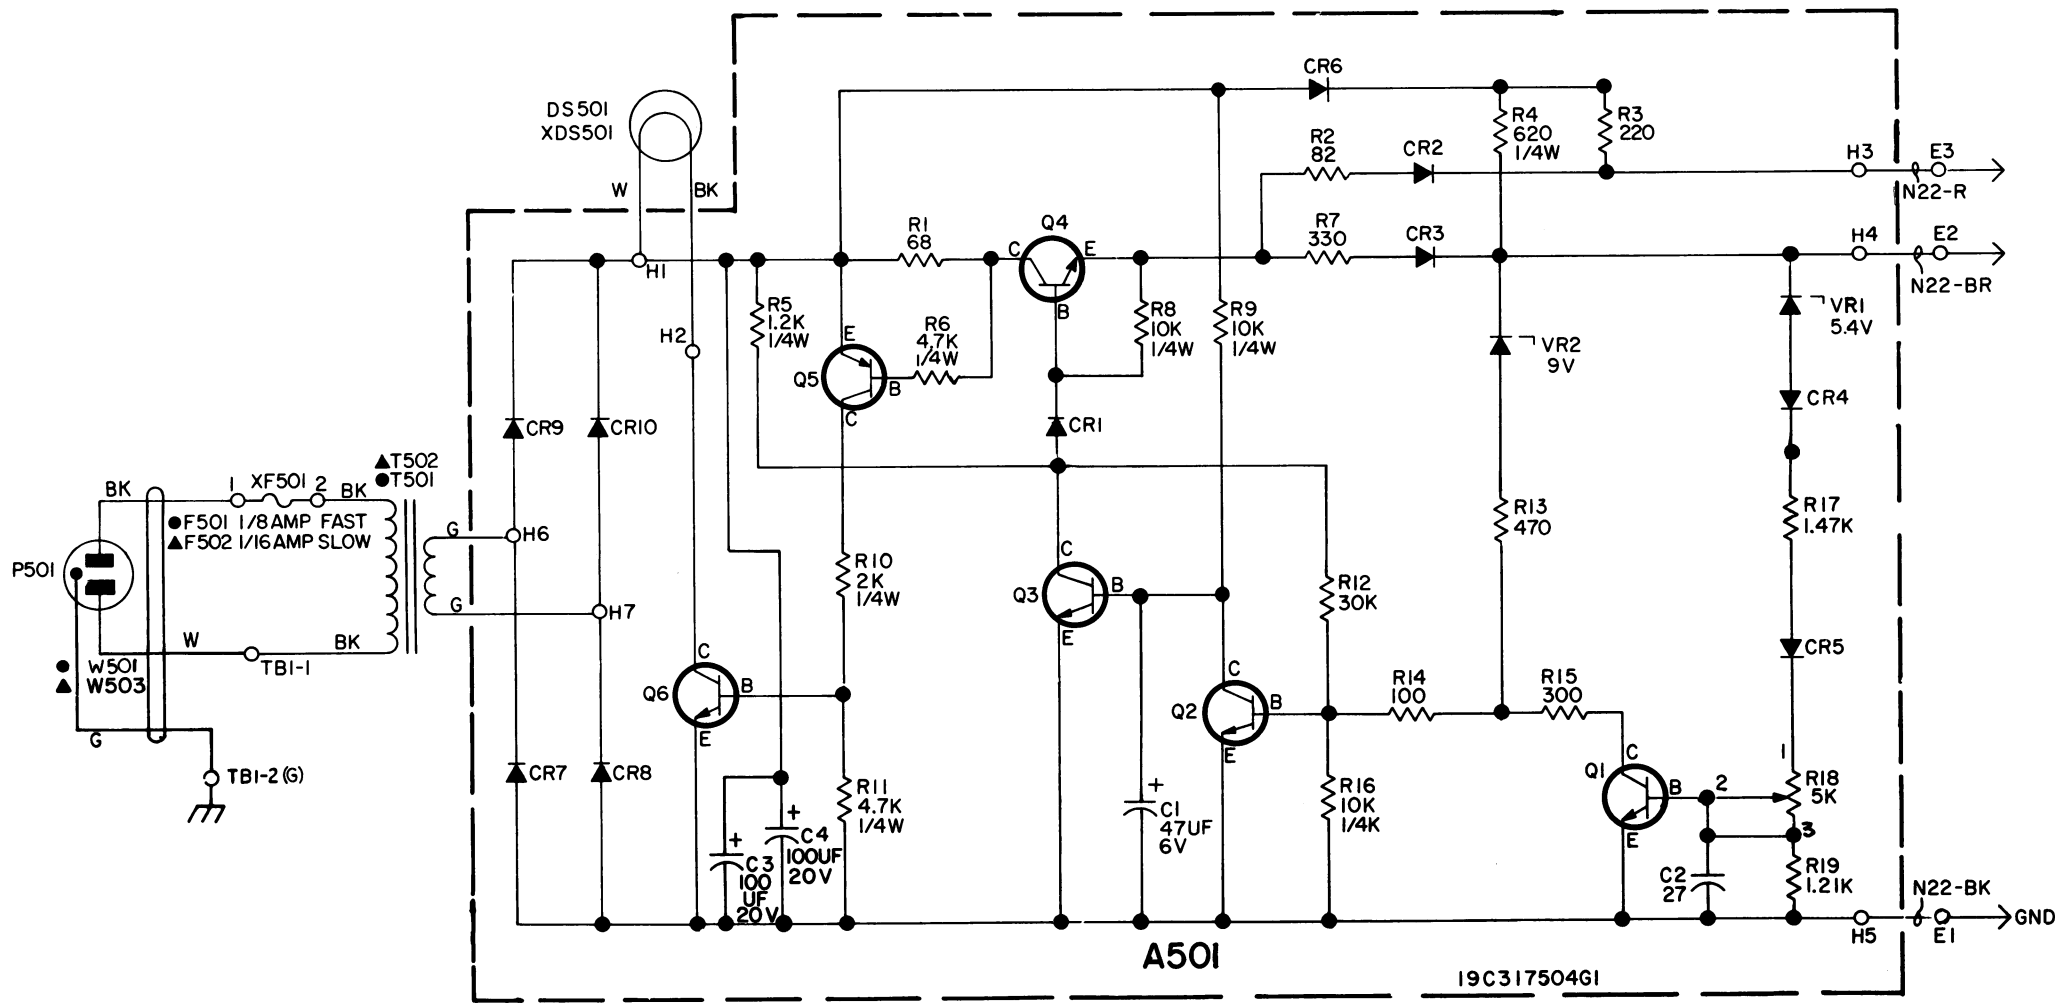 DS501
XDS501
W
BK
H1
H2
CR6
R4
620
1/4W
R3
220
R2
82
CR2
H3
E3
N22-R
R1
68
Q4
C
E
B
R7
330
CR3
H4
E2
N22-BR
R5
1.2K
1/4W
R6
4.7K
1/4W
E
Q5
B
C
R8
10K
1/4W
R9
10K
1/4W
VR2
9V
VR1
5.4V
CR4
CR9
CR10
CR1
▲T502
●T501
BK
1
XF501
2
BK
●F501 1/8 AMP FAST
▲F502 1/16 AMP SLOW
G
H6
P501
G
H7
W
BK
TB1-1
● W501
▲ W503
G
TB1-2 (G)
R10
2K
1/4W
C
Q3
B
E
R12
30K
R13
470
R17
1.47K
CR5
C
Q6
B
E
C
Q2
B
E
R14
100
R15
300
CR7
CR8
R11
4.7K
1/4W
+
C3
100
UF
20V
+
C4
100UF
20V
+
C1
47UF
6V
R16
10K
1/4K
C
Q1
B
E
2
1
R18
5K
3
C2
27
R19
1.21K
N22-BK
H5
E1
GND
A501
19C317504G1